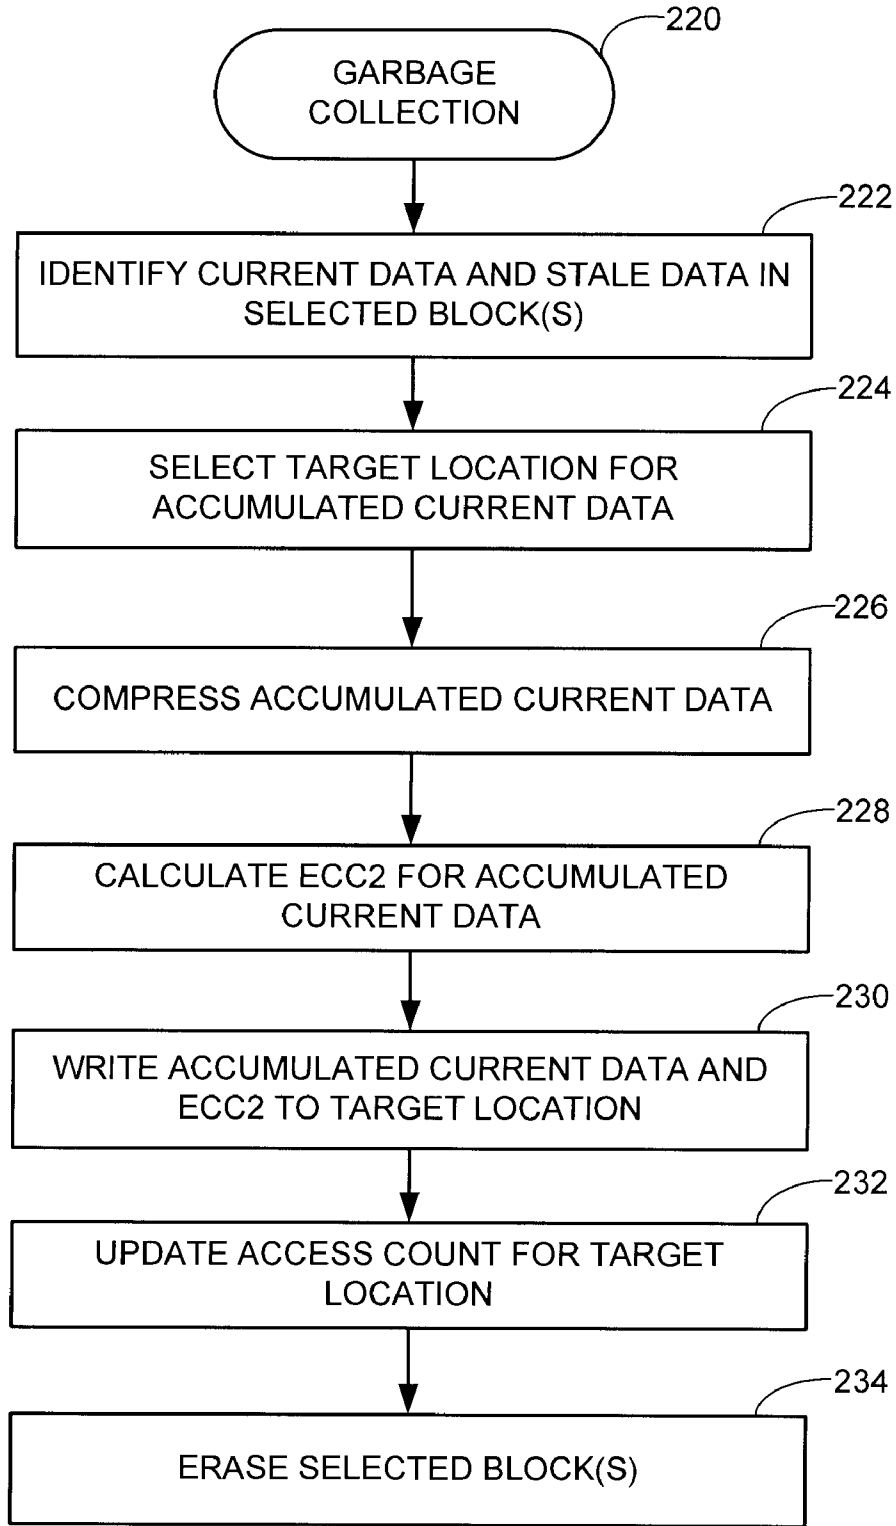 220
GARBAGE
COLLECTION
222
IDENTIFY CURRENT DATA AND STALE DATA IN
SELECTED BLOCK(S)
224
SELECT TARGET LOCATION FOR
ACCUMULATED CURRENT DATA
226
COMPRESS ACCUMULATED CURRENT DATA
228
CALCULATE ECC2 FOR ACCUMULATED
CURRENT DATA
230
WRITE ACCUMULATED CURRENT DATA AND
ECC2 TO TARGET LOCATION
232
UPDATE ACCESS COUNT FOR TARGET
LOCATION
234
ERASE SELECTED BLOCK(S)